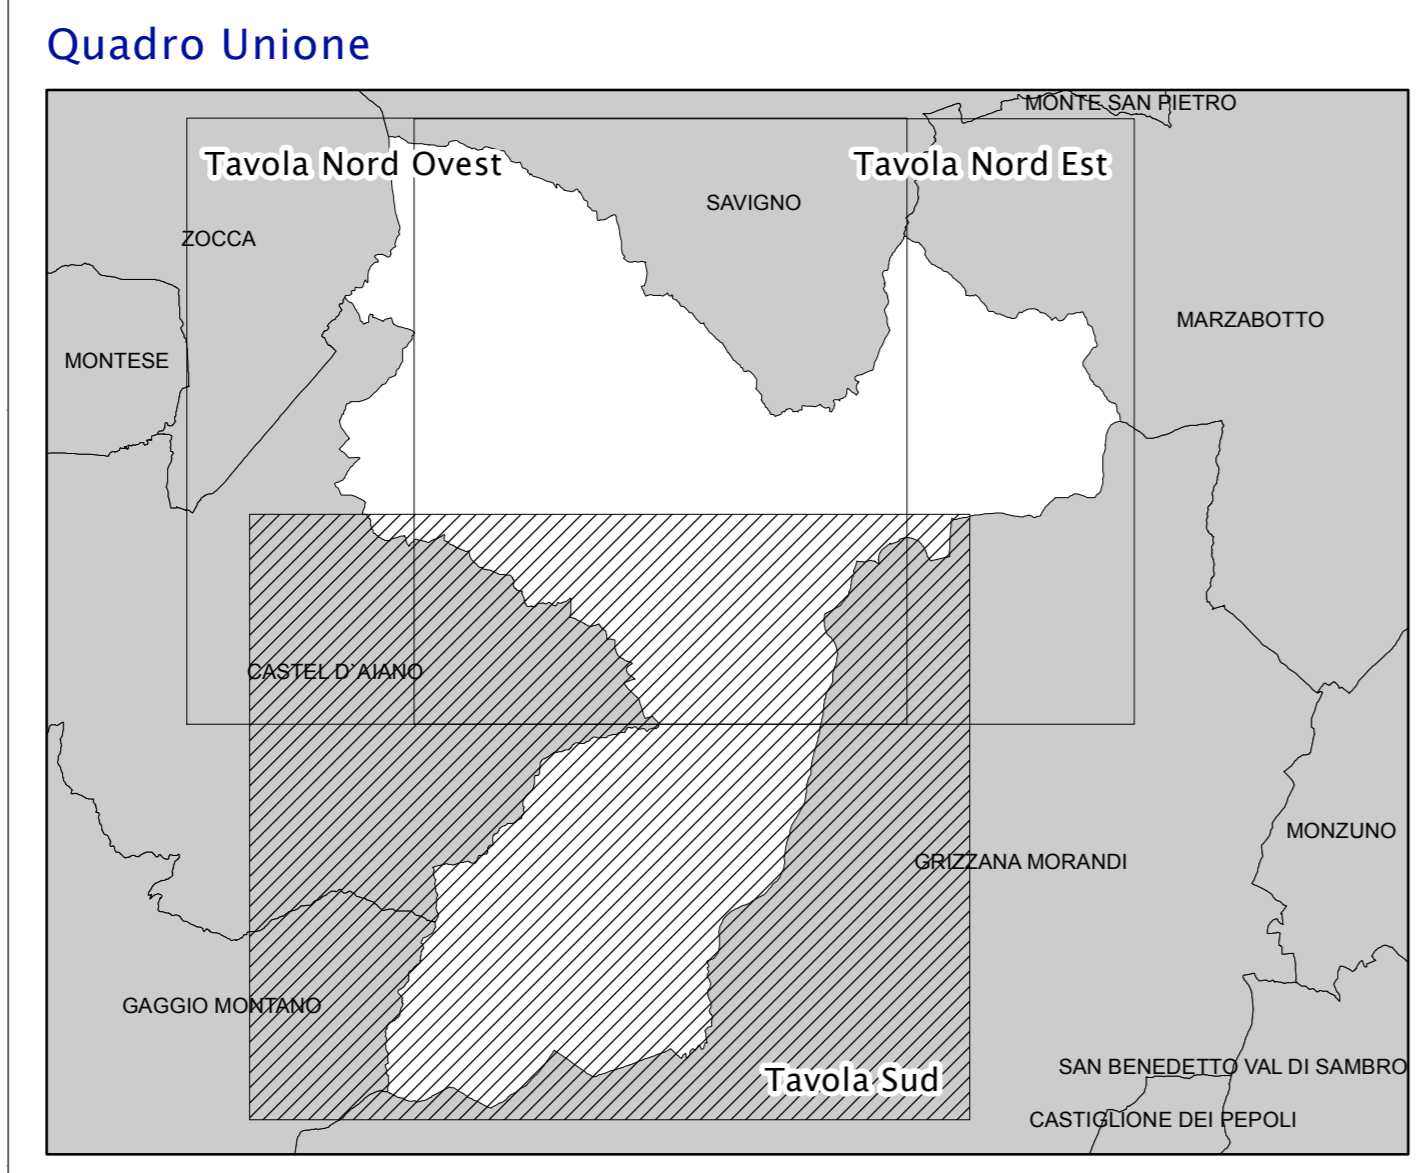 Quadro Unione
MONTE SAN PIETRO
Tavola Nord Ovest
Tavola Nord Est
SAVIGNO
ZOCCA
MARZABOTTO
MONTESE
CASTEL D`AIANO
MONZUNO
GRIZZANA MORANDI
GAGGIO MONTANO
SAN BENEDETTO VAL DI SAMBRO
Tavola Sud
CASTIGLIONE DEI PEPOLI